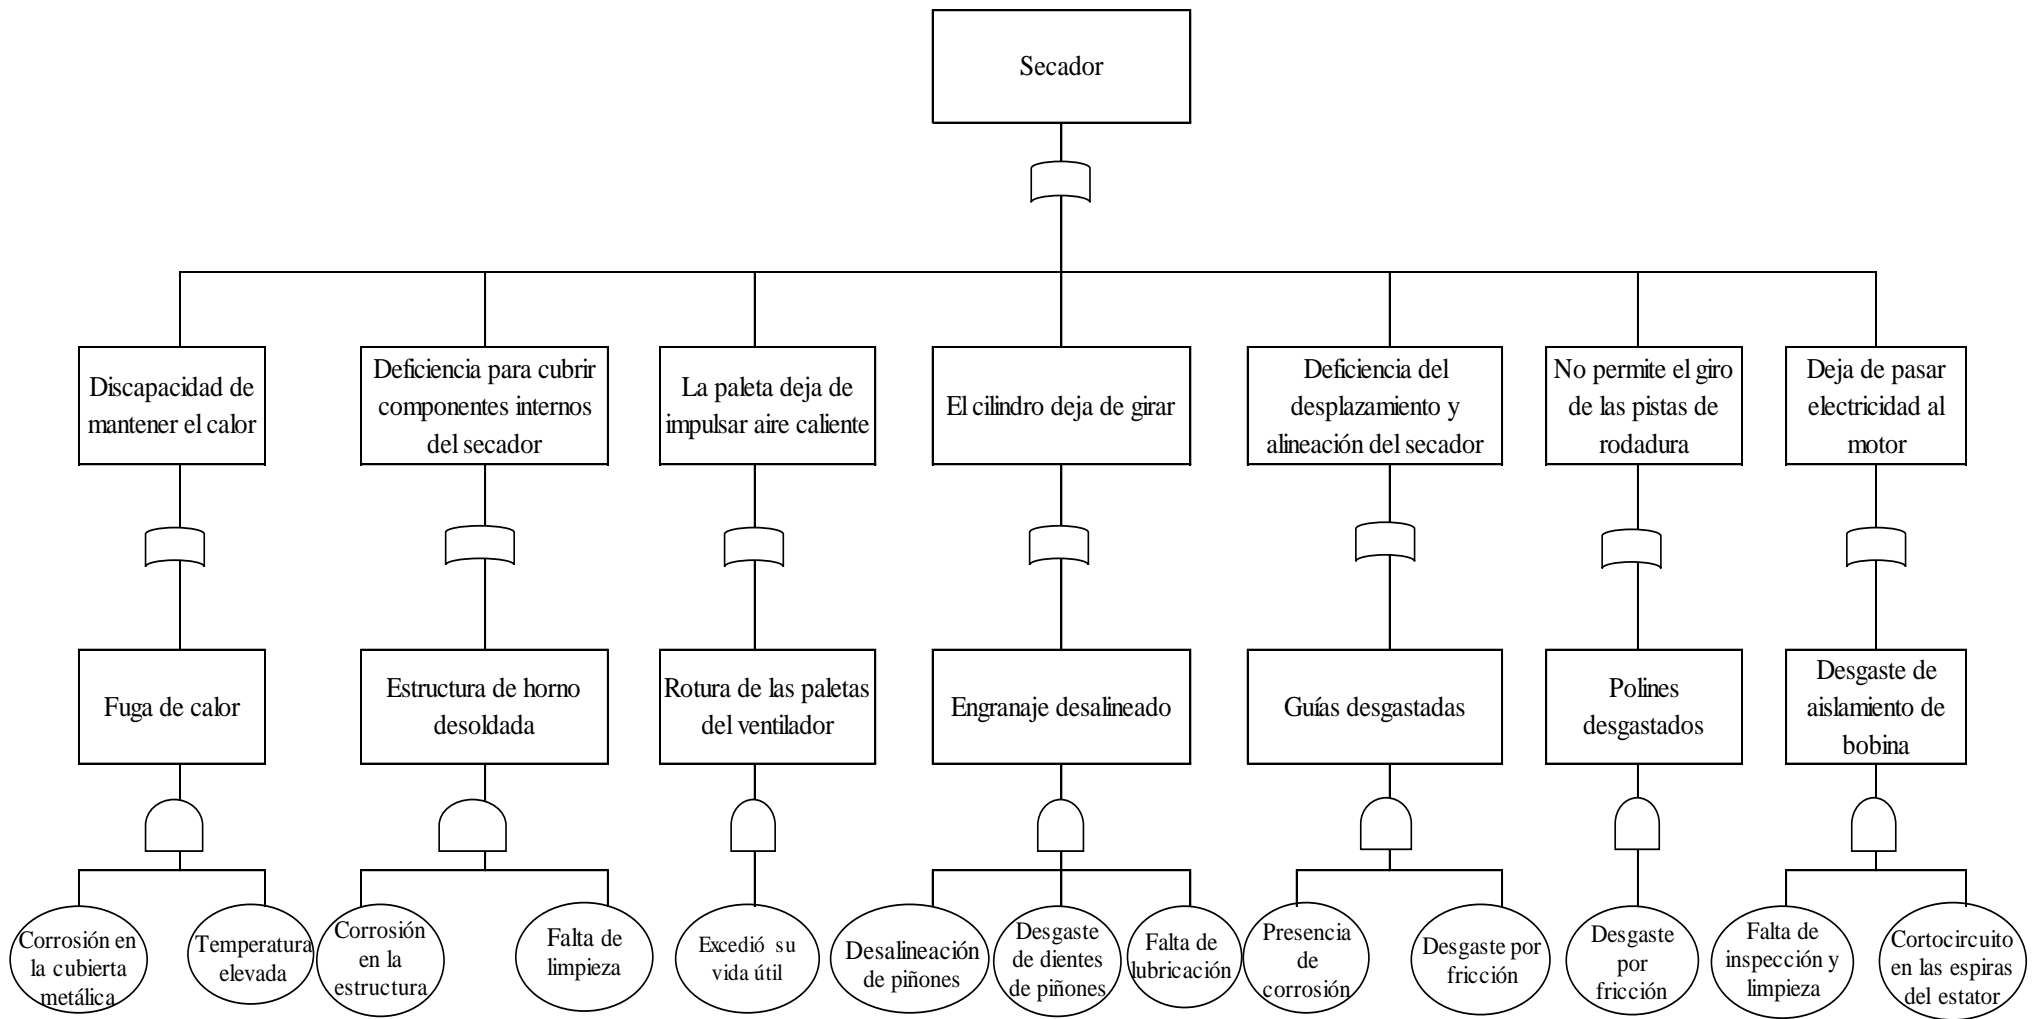 Secador
Discapacidad de
mantener el calor
Deficiencia para cubrir
componentes internos
del secador
La paleta deja de
impulsar aire caliente
El cilindro deja de girar
Deficiencia del
desplazamiento y
alineación del secador
No permite el giro
de las pistas de
rodadura
Deja de pasar
electricidad al
motor
Fuga de calor
Estructura de horno
desoldada
Rotura de las paletas
del ventilador
Engranaje desalineado
Guías desgastadas
Polines
desgastados
Desgaste de
aislamiento de
bobina
Corrosión en
la cubierta
metálica
Temperatura
elevada
Corrosión
en la
estructura
Falta de
limpieza
Excedió su
vida útil
Desalineación
de piñones
Desgaste
de dientes
de piñones
Falta de
lubricación
Presencia
de
corrosión
Desgaste por
fricción
Desgaste
por
fricción
Falta de
inspección y
limpieza
Cortocircuito
en las espiras
del estator